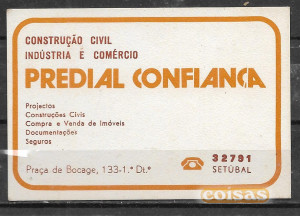 CONSTRUÇÃO CIVIL
INDÚSTRIA E COMÉRCIO
PREDIAL CONFIANÇA
Projectos
Construções Civis
Compra e Venda de Imóveis
Documentações
Seguros
Praça de Bocage, 133-1.º Dt.º
32791
SETÚBAL
coisas